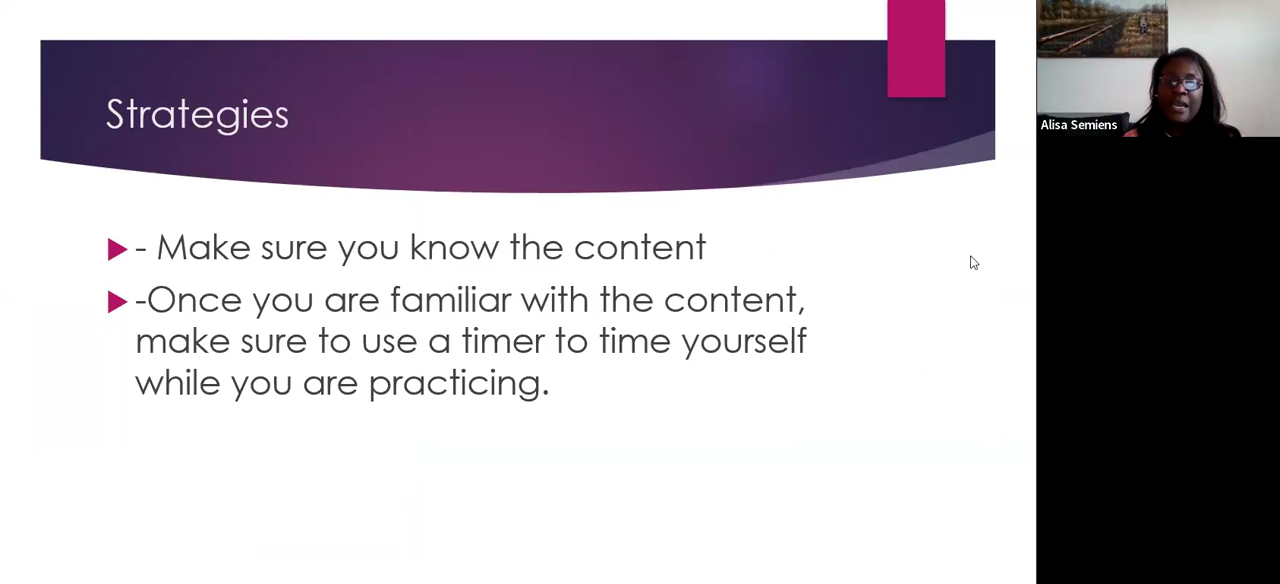 Strategies
- Make sure you know the content
-Once you are familiar with the content,
make sure to use a timer to time yourself
while you are practicing.
Alisa Semiens